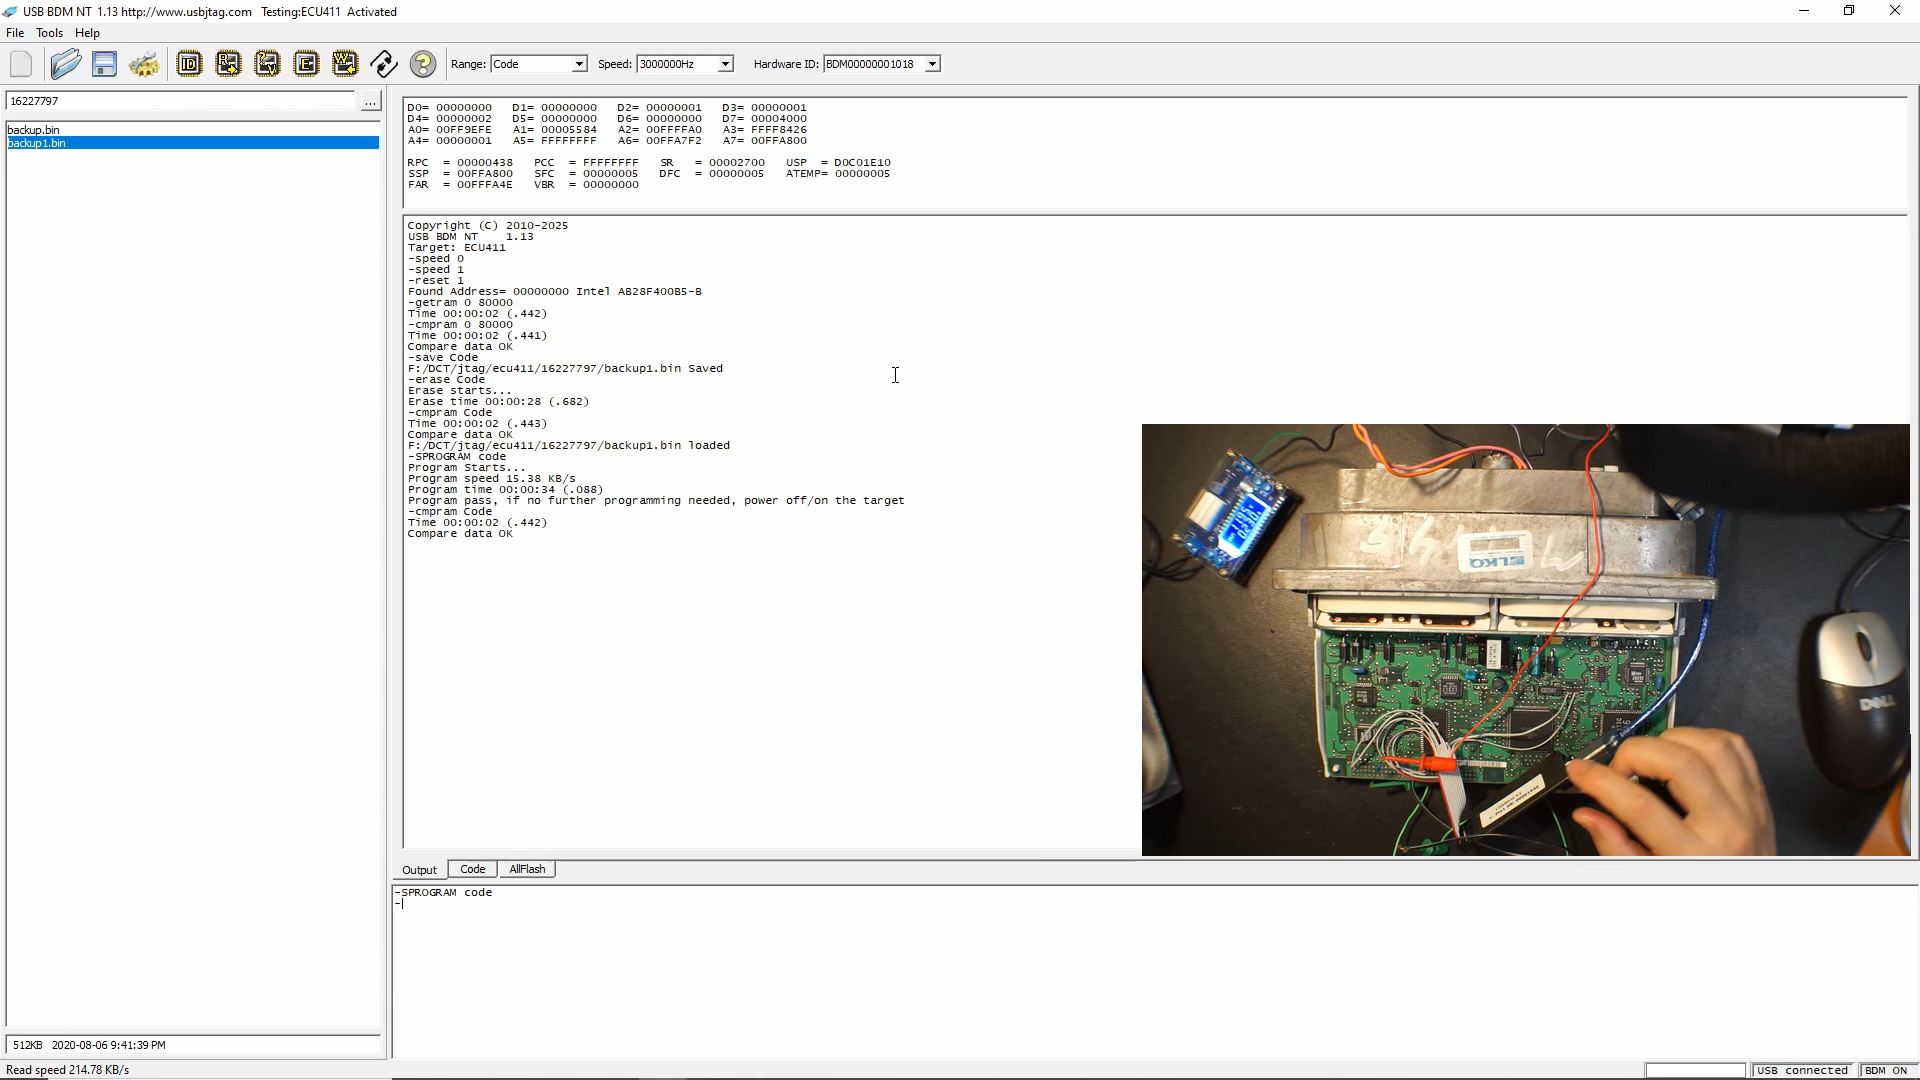 USB BDM NT  1.13 http://www.usbjtag.com   Testing:ECU411  Activated
File   Tools   Help
ID R ? V E W Range: Code Speed: 3000000Hz Hardware ID: BDM00000001018
16227797 ...
backup.bin
backup1.bin
D0= 00000000   D1= 00000000   D2= 00000001   D3= 00000001
D4= 00000002   D5= 00000000   D6= 00000000   D7= 00004000
A0= 00FF9EFE   A1= 00005584   A2= 00FFFFA0   A3= FFFF8426
A4= 00000001   A5= FFFFFFFF   A6= 00FFA7F2   A7= 00FFA800
RPC  = 00000438   PCC  = FFFFFFFF   SR   = 00002700   USP  = D0C01E10
SSP  = 00FFA800   SFC  = 00000005   DFC  = 00000005   ATEMP= 00000005
FAR  = 00FFFA4E   VBR  = 00000000
Copyright (C) 2010-2025
USB BDM NT    1.13
Target: ECU411
-speed 0
-speed 1
-reset 1
Found Address= 00000000 Intel AB28F400B5-B
-getram 0 80000
Time 00:00:02 (.442)
-cmpram 0 80000
Time 00:00:02 (.441)
Compare data OK
-save Code
F:/DCT/jtag/ecu411/16227797/backup1.bin Saved
-erase Code
Erase starts...
Erase time 00:00:28 (.682)
-cmpram Code
Time 00:00:02 (.443)
Compare data OK
F:/DCT/jtag/ecu411/16227797/backup1.bin loaded
-SPROGRAM code
Program Starts...
Program speed 15.38 KB/s
Program time 00:00:34 (.088)
Program pass, if no further programming needed, power off/on the target
-cmpram Code
Time 00:00:02 (.442)
Compare data OK
LKQ
DELL
Output   Code   AllFlash
-SPROGRAM code
-
512KB   2020-08-06 9:41:39 PM
Read speed 214.78 KB/s
USB connected   BDM ON